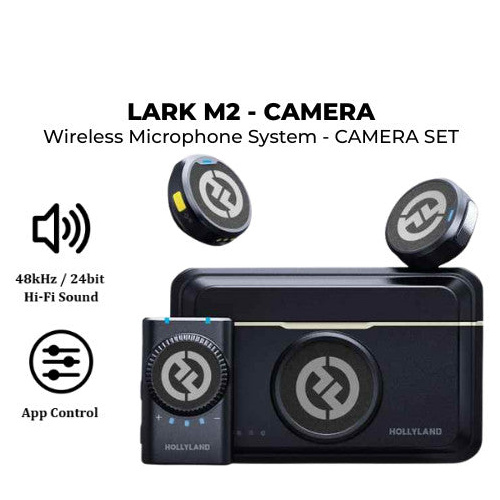 LARK M2 - CAMERA
Wireless Microphone System - CAMERA SET
48kHz / 24bit
Hi-Fi Sound
App Control
HOLLYLAND
HOLLYLAND